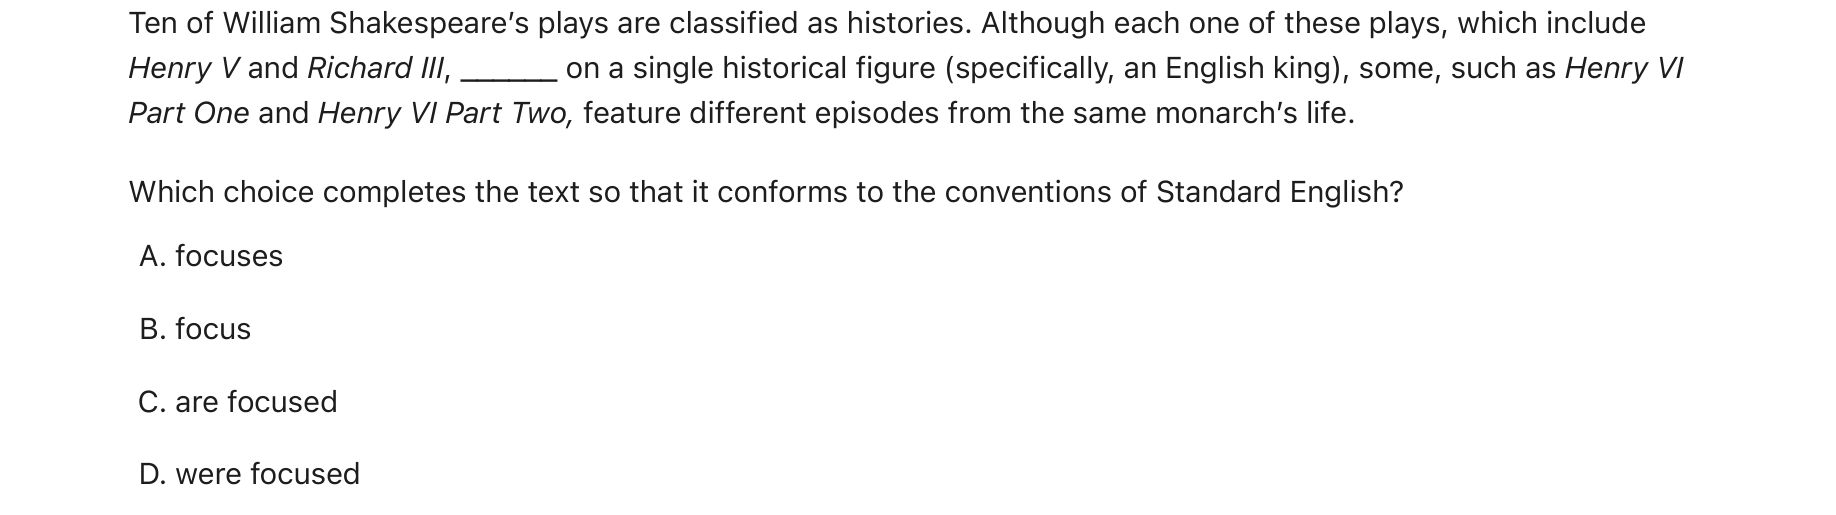 Ten of William Shakespeare’s plays are classified as histories. Although each one of these plays, which include
Henry V and Richard III, ______ on a single historical figure (specifically, an English king), some, such as Henry VI
Part One and Henry VI Part Two, feature different episodes from the same monarch’s life.
Which choice completes the text so that it conforms to the conventions of Standard English?
A. focuses
B. focus
C. are focused
D. were focused